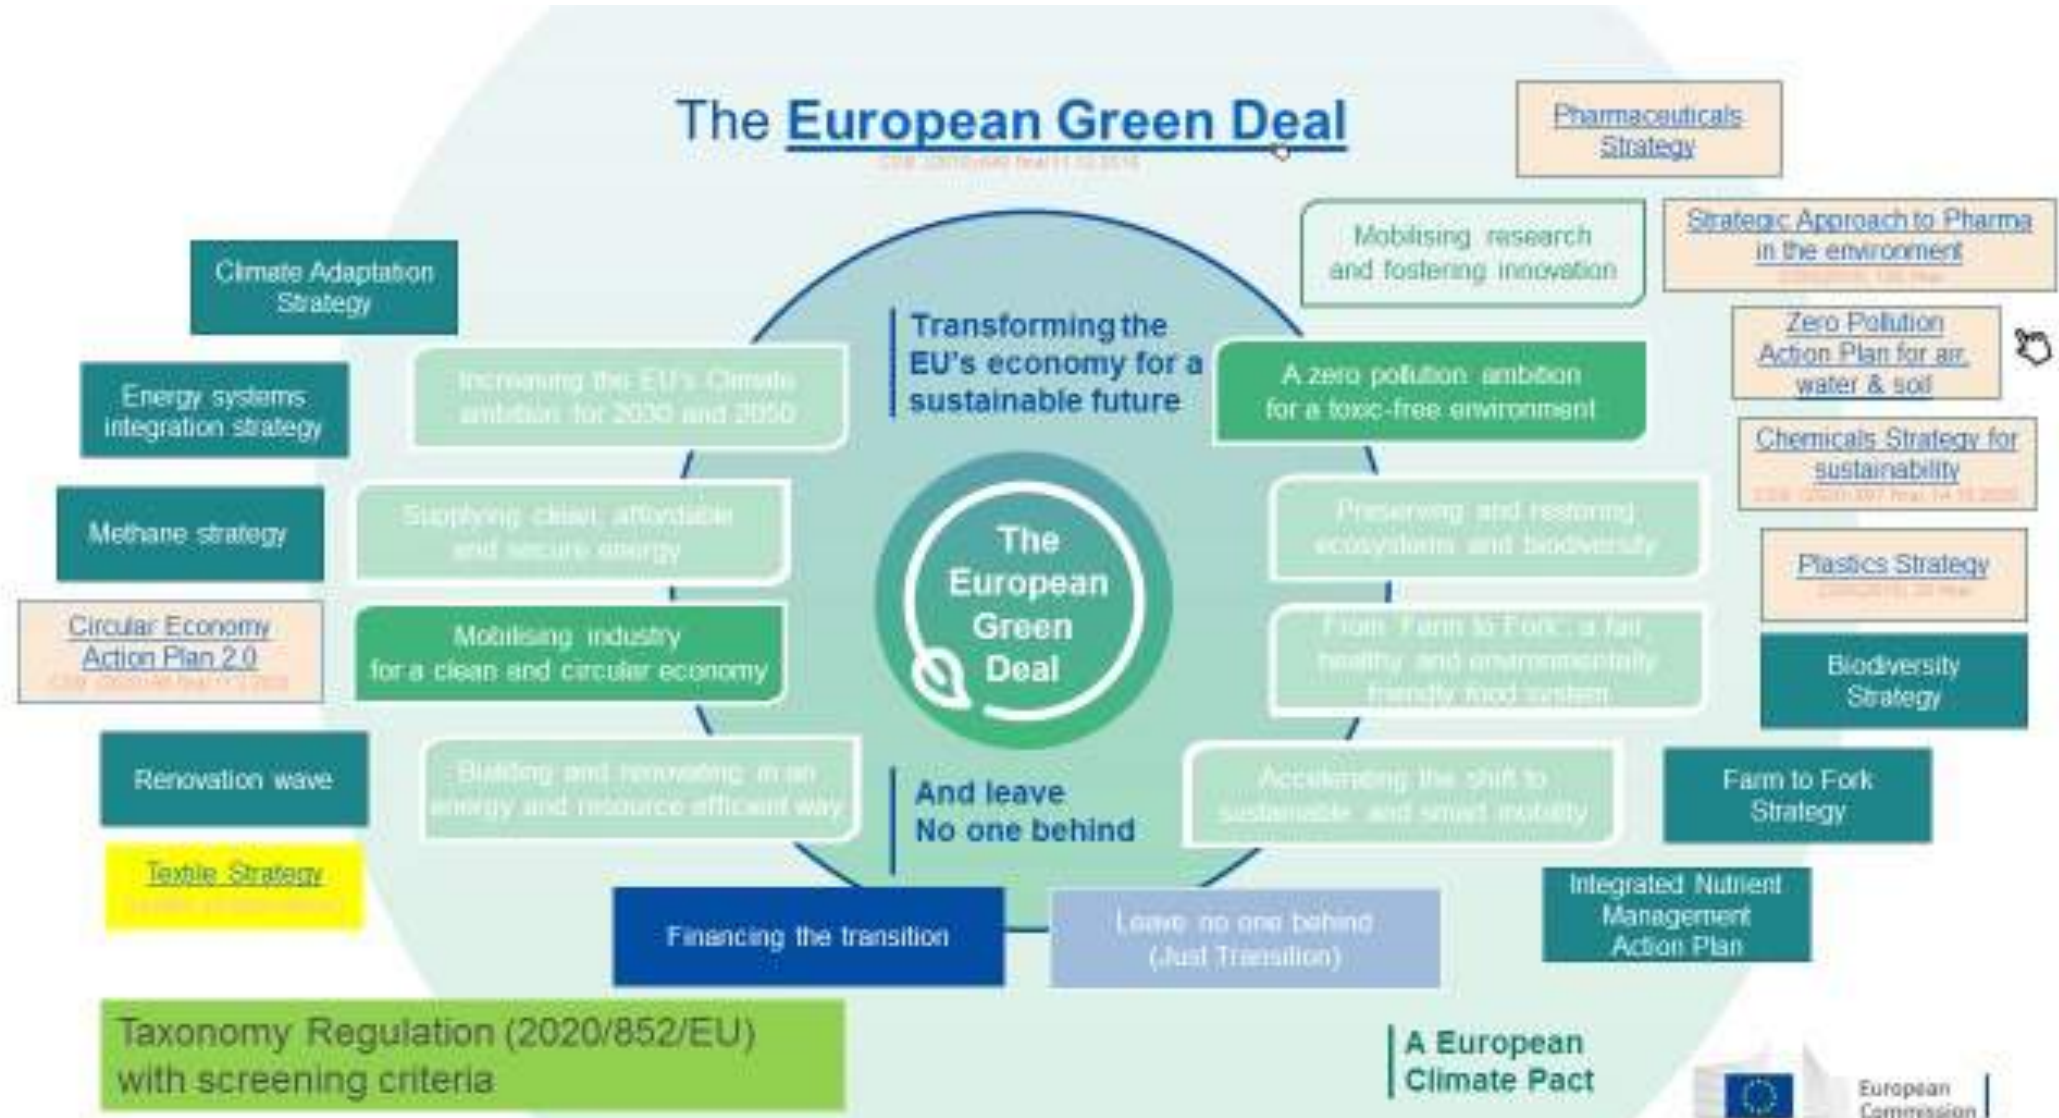 The European Green Deal
Pharmaceuticals
Strategy
Mobilising research
and fostering innovation
Strategic Approach to Pharma
in the environment
Climate Adaptation
Strategy
Transforming the
EU's economy for a
sustainable future
Zero Pollution
Action Plan for air,
water & soil
Energy systems
integration strategy
Increasing the EU's Climate
ambition for 2030 and 2050
A zero pollution ambition
for a toxic-free environment
Chemicals Strategy for
sustainability
Methane strategy
Supplying clean, affordable
and secure energy
The
European
Green
Deal
Preserving and restoring
ecosystems and biodiversity
Plastics Strategy
Circular Economy
Action Plan 2.0
Mobilising industry
for a clean and circular economy
From 'Farm to Fork': a fair,
healthy and environmentally
friendly food system
Biodiversity
Strategy
Renovation wave
Building and renovating in an
energy and resource efficient way
And leave
No one behind
Accelerating the shift to
sustainable and smart mobility
Farm to Fork
Strategy
Textile Strategy
Financing the transition
Leave no one behind
(Just Transition)
Integrated Nutrient
Management
Action Plan
Taxonomy Regulation (2020/852/EU)
with screening criteria
A European
Climate Pact
European
Commission